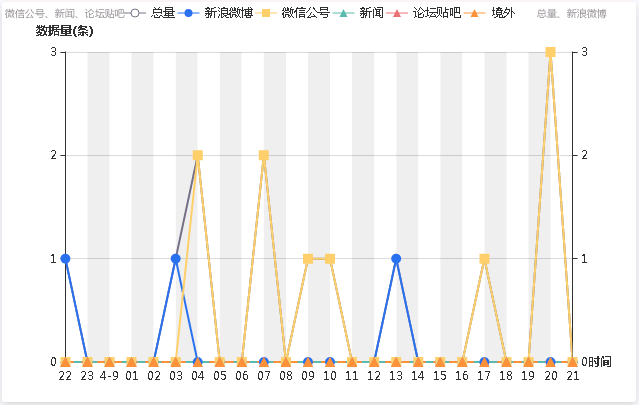 微信公号、新闻、论坛贴吧 总量 新浪微博 微信公号 新闻 论坛贴吧 境外 总量、新浪微博
数据量(条)
3 3
2 2
1 1
0 0 时间
22 23 4-9 01 02 03 04 05 06 07 08 09 10 11 12 13 14 15 16 17 18 19 20 21